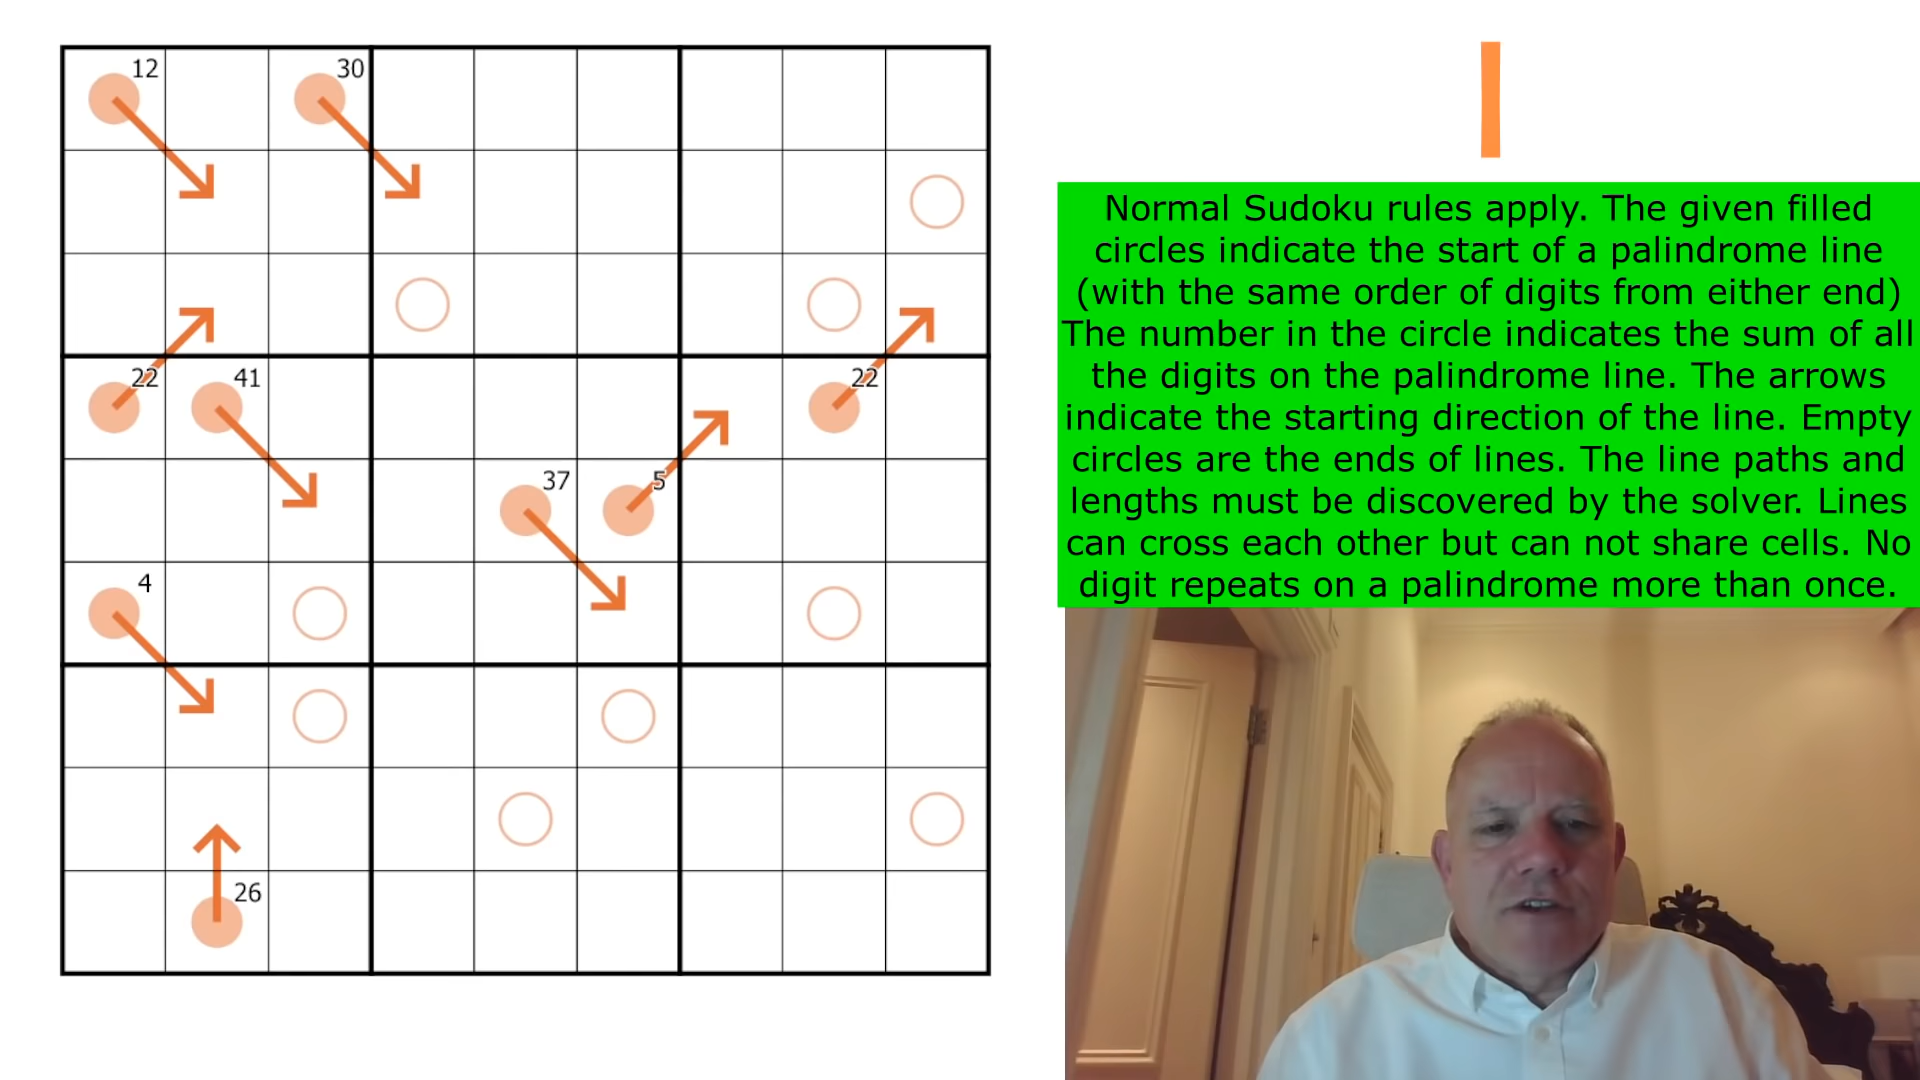 12 30
22 41 22
37 5
4
26
Normal Sudoku rules apply. The given filled
circles indicate the start of a palindrome line
(with the same order of digits from either end)
The number in the circle indicates the sum of all
the digits on the palindrome line. The arrows
indicate the starting direction of the line. Empty
circles are the ends of lines. The line paths and
lengths must be discovered by the solver. Lines
can cross each other but can not share cells. No
digit repeats on a palindrome more than once.